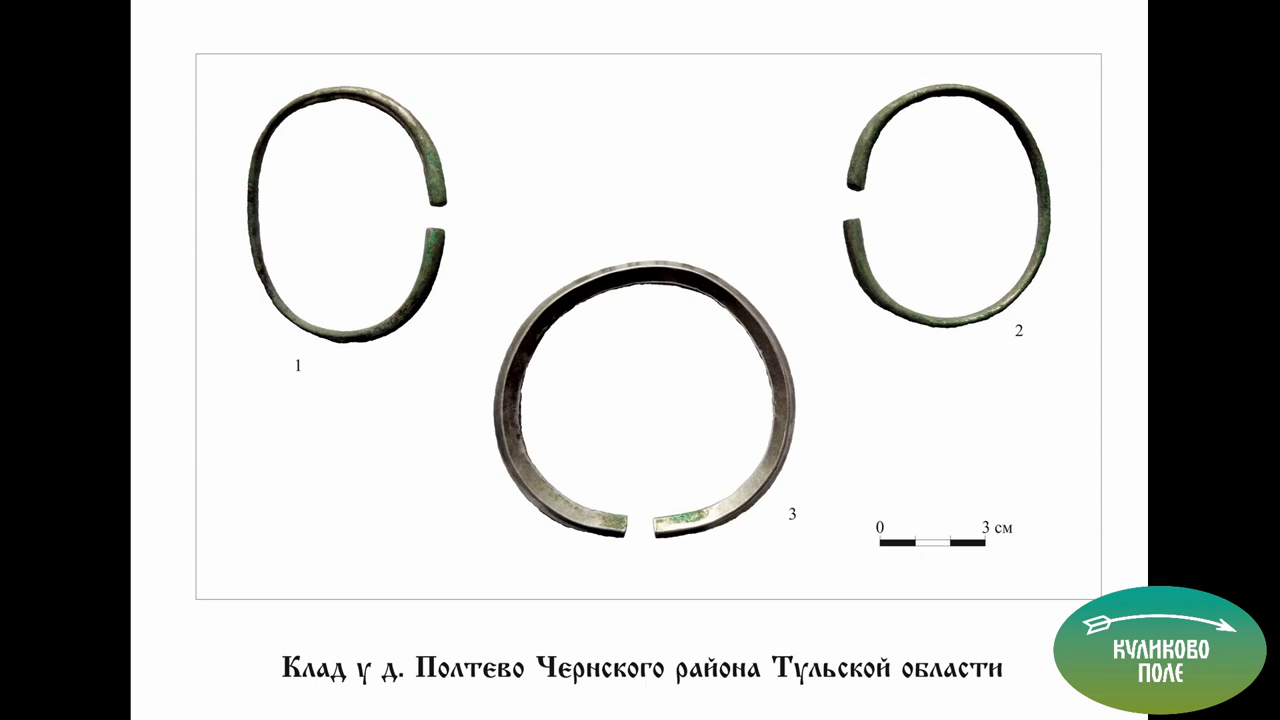 1
2
3
0 3 см
Клад у д. Полтево Чернского района Тульской области
КУЛИКОВО
ПОЛЕ